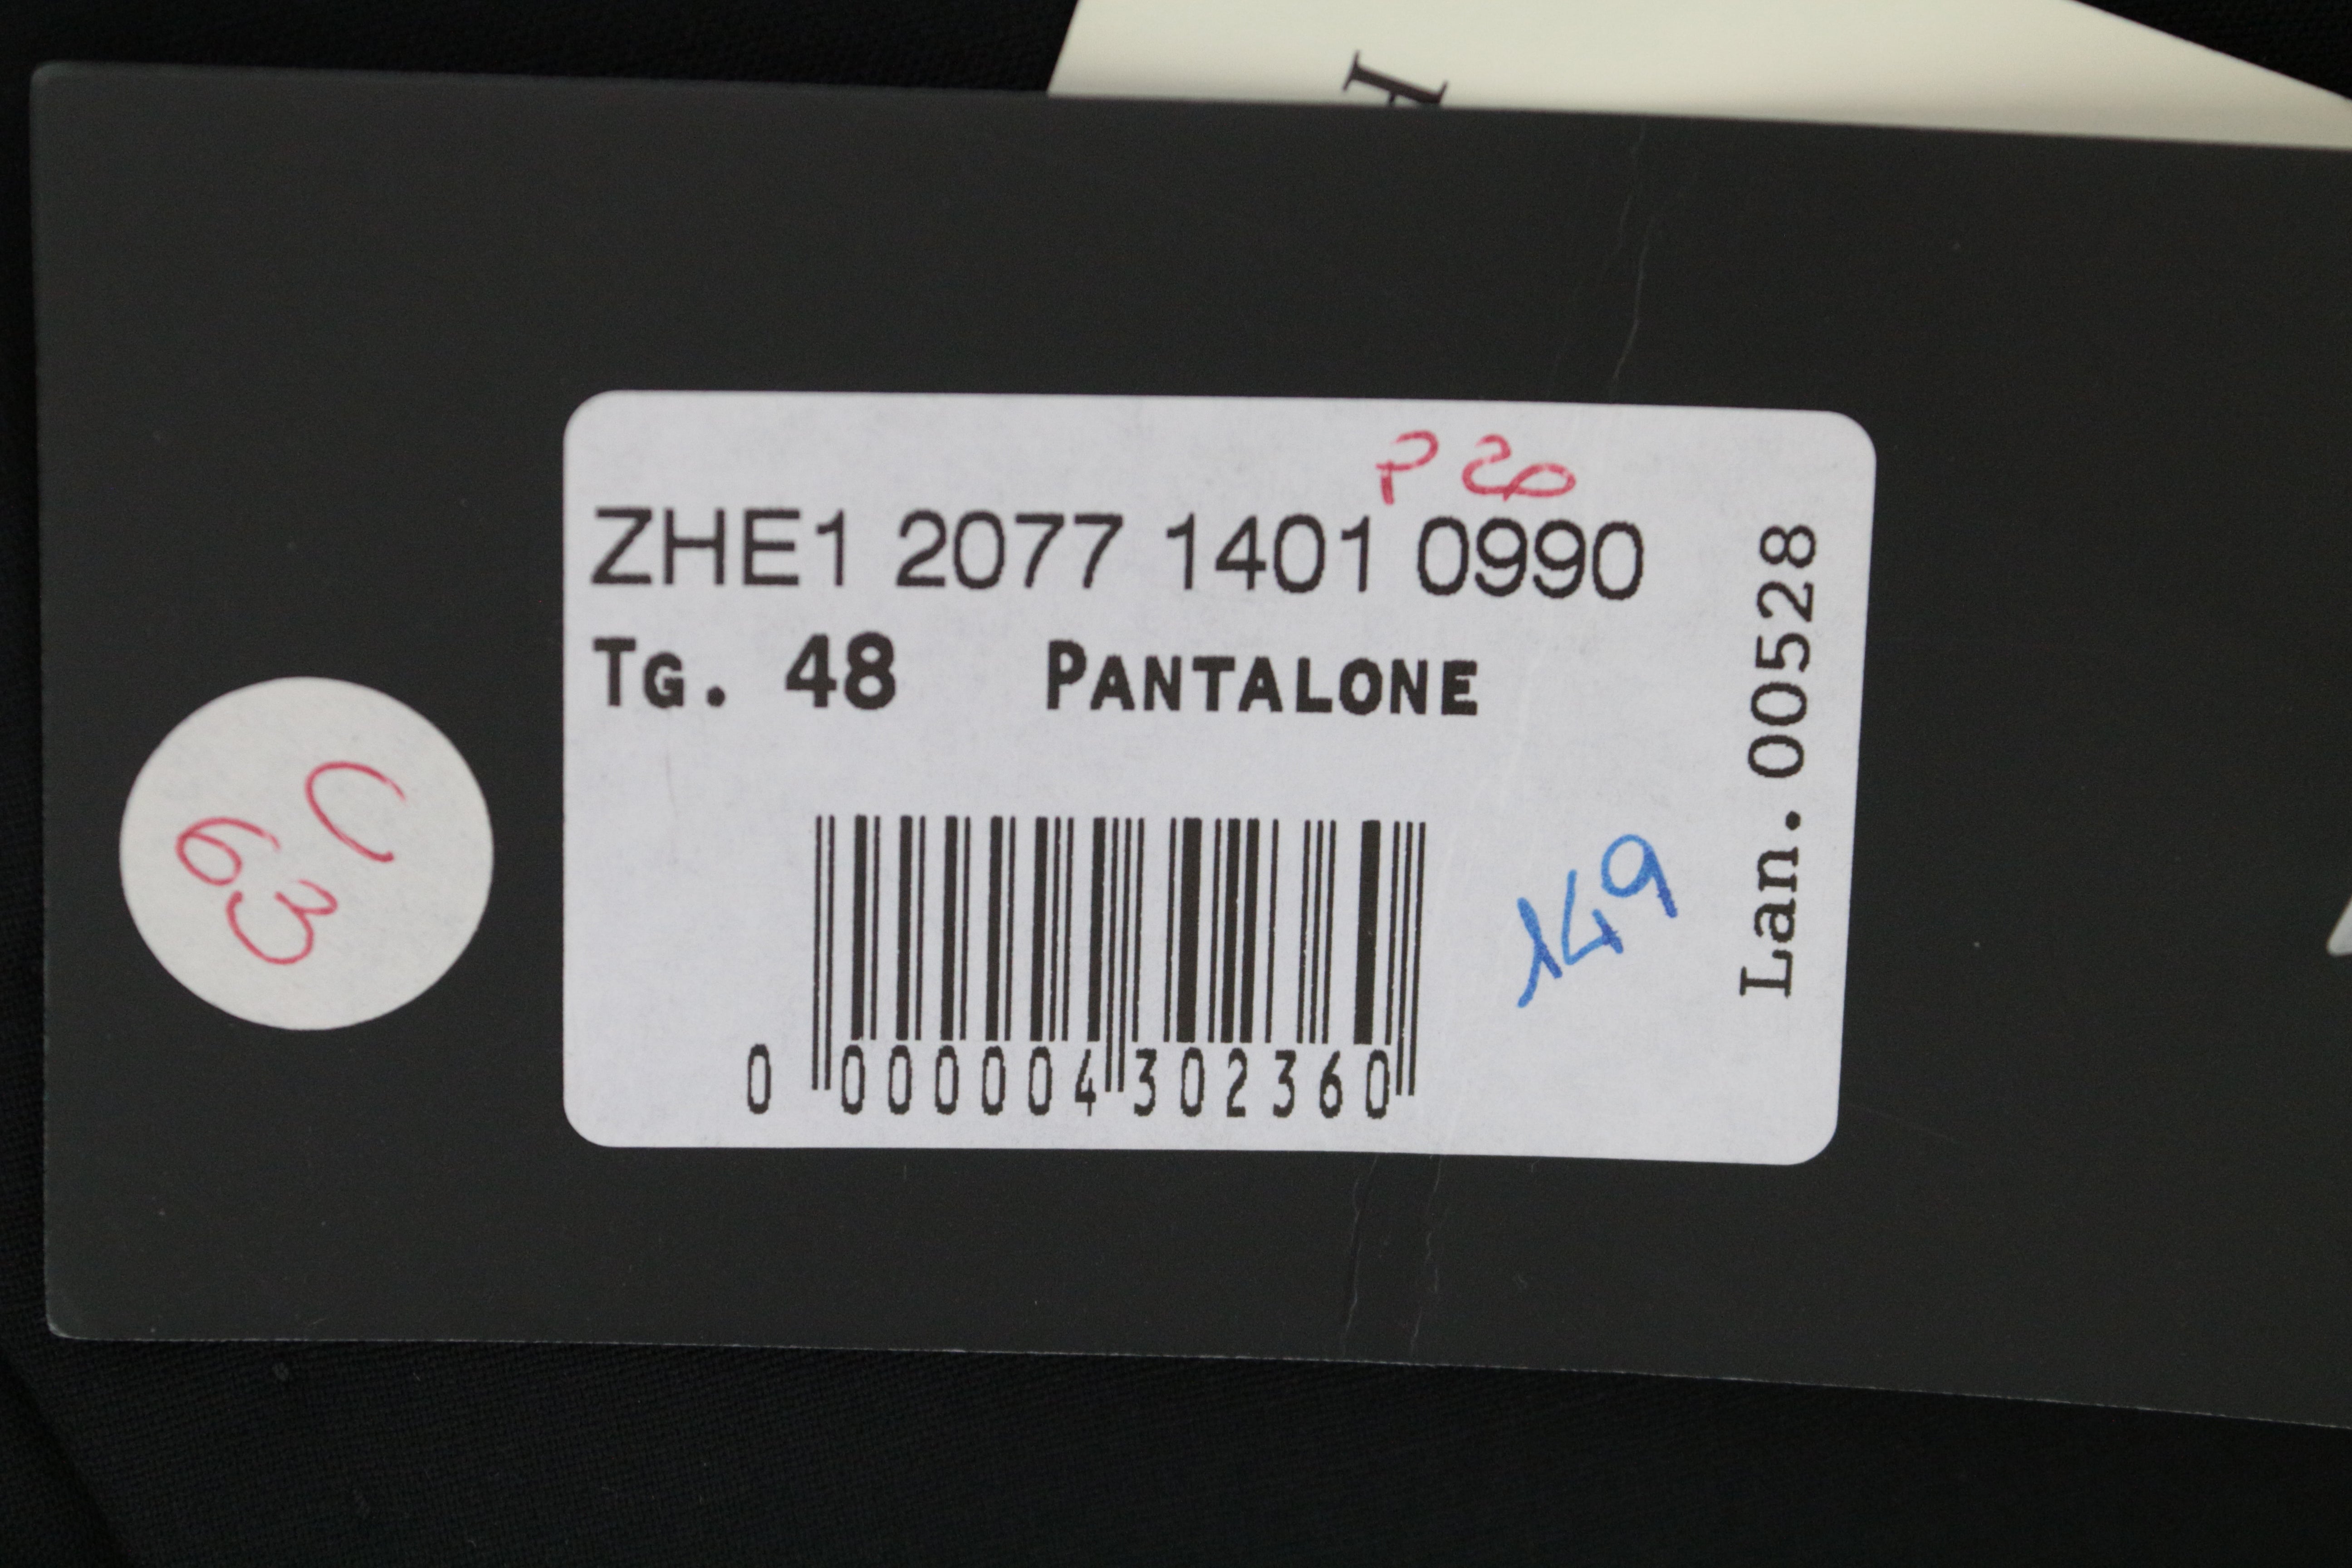 H
P 20
ZHE1 2077 1401 0990
Tg. 48 PANTALONE
Lan. 00528
149
0 000004 302360
C
63